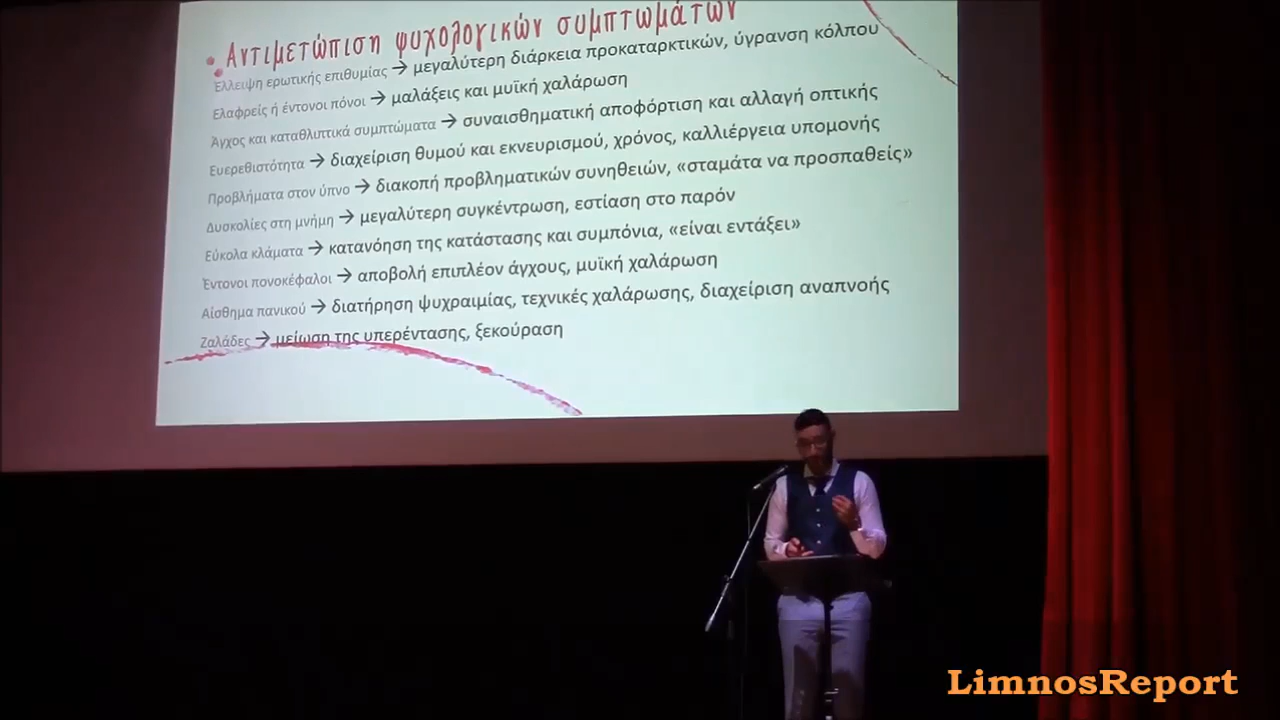 • Αντιμετώπιση ψυχολογικών συμπτωμάτων
Έλλειψη ερωτικής επιθυμίας → μεγαλύτερη διάρκεια προκαταρκτικών, ύγρανση κόλπου
Ελαφρείς ή έντονοι πόνοι → μαλάξεις και μυϊκή χαλάρωση
Άγχος και καταθλιπτικά συμπτώματα → συναισθηματική αποφόρτιση και αλλαγή οπτικής
Ευερεθιστότητα → διαχείριση θυμού και εκνευρισμού, χρόνος, καλλιέργεια υπομονής
Προβλήματα στον ύπνο → διακοπή προβληματικών συνηθειών, «σταμάτα να προσπαθείς»
Δυσκολίες στη μνήμη → μεγαλύτερη συγκέντρωση, εστίαση στο παρόν
Εύκολα κλάματα → κατανόηση της κατάστασης και συμπόνια, «είναι εντάξει»
Έντονοι πονοκέφαλοι → αποβολή επιπλέον άγχους, μυϊκή χαλάρωση
Αίσθημα πανικού → διατήρηση ψυχραιμίας, τεχνικές χαλάρωσης, διαχείριση αναπνοής
Ζαλάδες → μείωση της υπερέντασης, ξεκούραση
LimnosReport